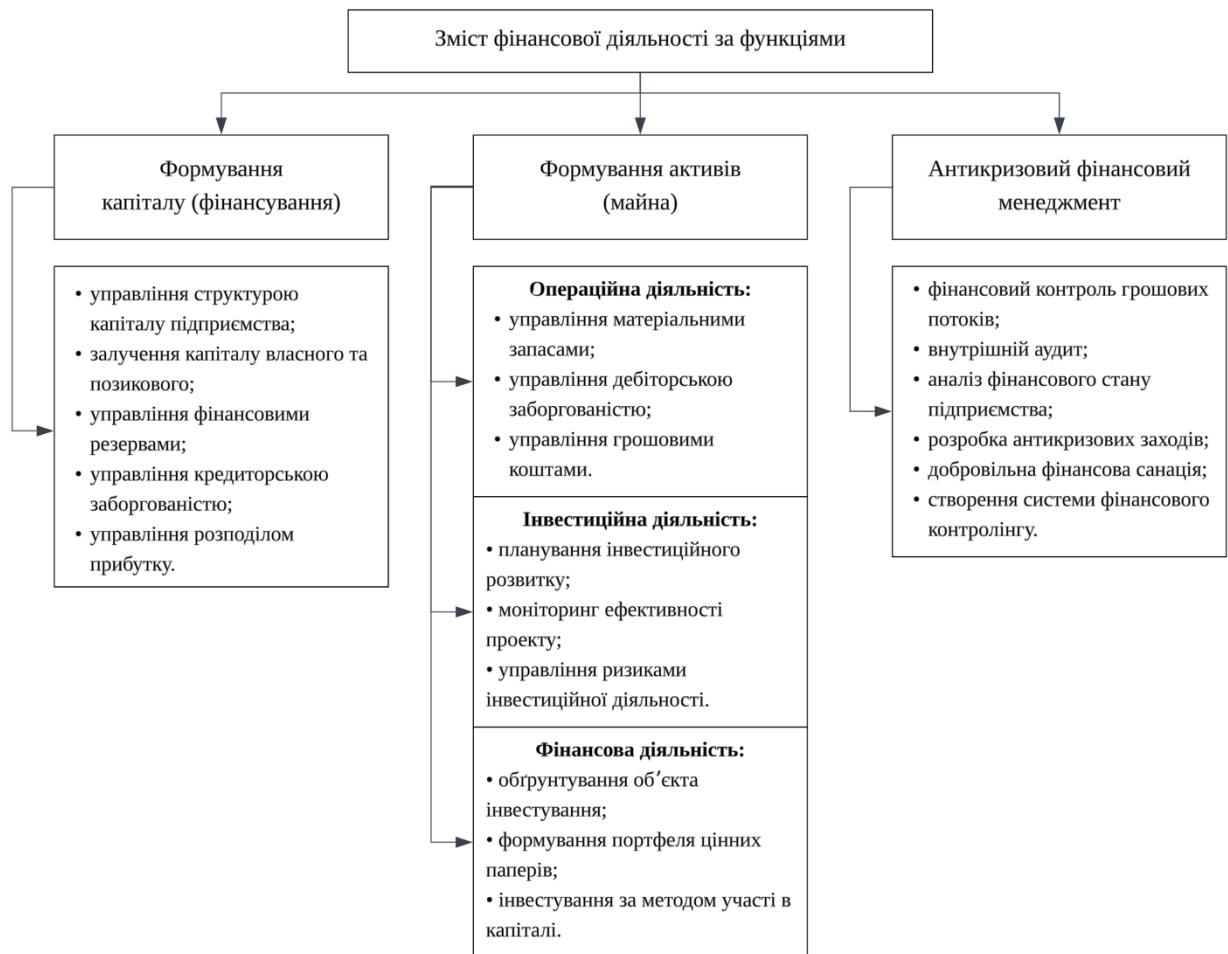 Зміст фінансової діяльності за функціями
Формування
капіталу (фінансування)
• управління структурою
капіталу підприємства;
• залучення капіталу власного та
позикового;
• управління фінансовими
резервами;
• управління кредиторською
заборгованістю;
• управління розподілом
прибутку.
Формування активів
(майна)
Операційна діяльність:
• управління матеріальними
запасами;
• управління дебіторською
заборгованістю;
• управління грошовими
коштами.
Інвестиційна діяльність:
• планування інвестиційного
розвитку;
• моніторинг ефективності
проекту;
• управління ризиками
інвестиційної діяльності.
Фінансова діяльність:
• обґрунтування об′єкта
інвестування;
• формування портфеля цінних
паперів;
• інвестування за методом участі в
капіталі.
Антикризовий фінансовий
менеджмент
• фінансовий контроль грошових
потоків;
• внутрішній аудит;
• аналіз фінансового стану
підприємства;
• розробка антикризових заходів;
• добровільна фінансова санація;
• створення системи фінансового
контролінгу.